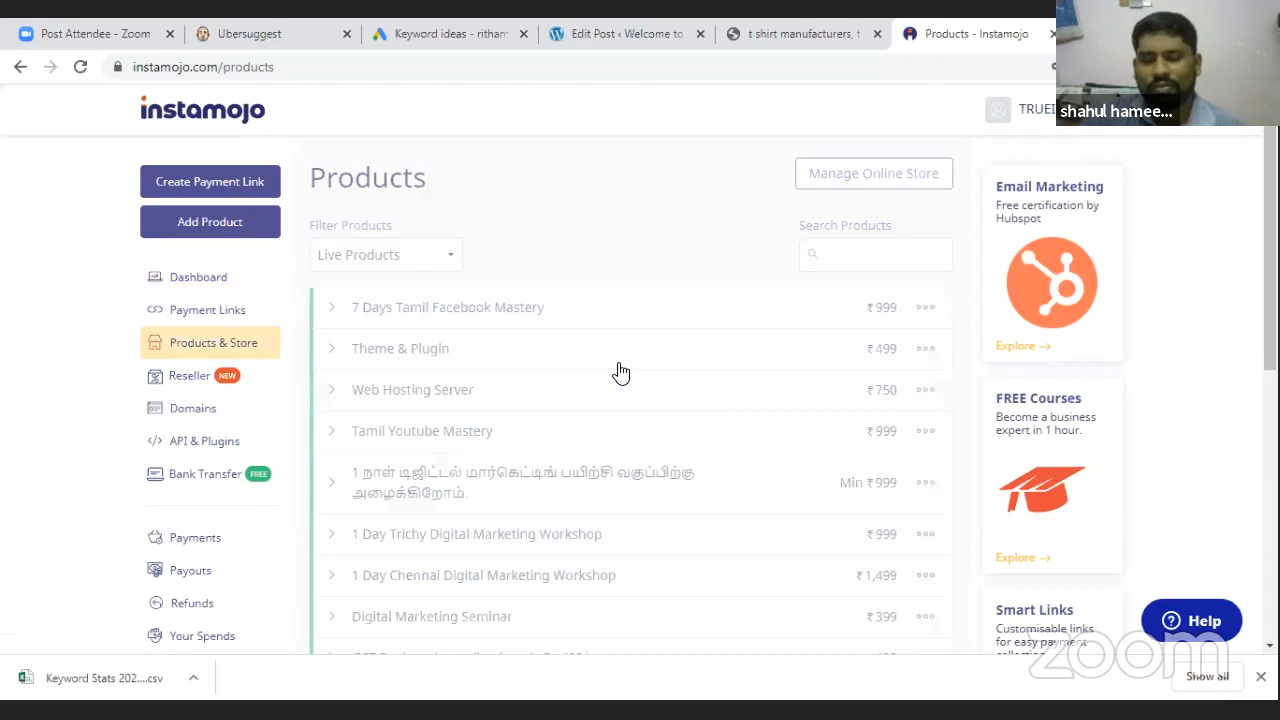 Post Attendee - Zoom
Ubersuggest
Keyword ideas - ritham
Edit Post ‹ Welcome to
t shirt manufacturers, t
Products - Instamojo
instamojo.com/products
shahul hamee...
instamojo
TRUEI
Create Payment Link
Add Product
Dashboard
Payment Links
Products & Store
Reseller NEW
Domains
API & Plugins
Bank Transfer FREE
Payments
Payouts
Refunds
Your Spends
Products
Manage Online Store
Filter Products
Search Products
Live Products
7 Days Tamil Facebook Mastery ₹ 999
Theme & Plugin ₹ 499
Web Hosting Server ₹ 750
Tamil Youtube Mastery ₹ 999
1 நாள் டிஜிட்டல் மார்கெட்டிங் பயிற்சி வகுப்பிற்கு
அழைக்கிறோம். Min ₹ 999
1 Day Trichy Digital Marketing Workshop ₹ 999
1 Day Chennai Digital Marketing Workshop ₹ 1,499
Digital Marketing Seminar ₹ 399
Email Marketing
Free certification by
Hubspot
Explore →
FREE Courses
Become a business
expert in 1 hour.
Explore →
Smart Links
Customisable links
for easy payment
Help
zoom
Keyword Stats 202....csv
Show all